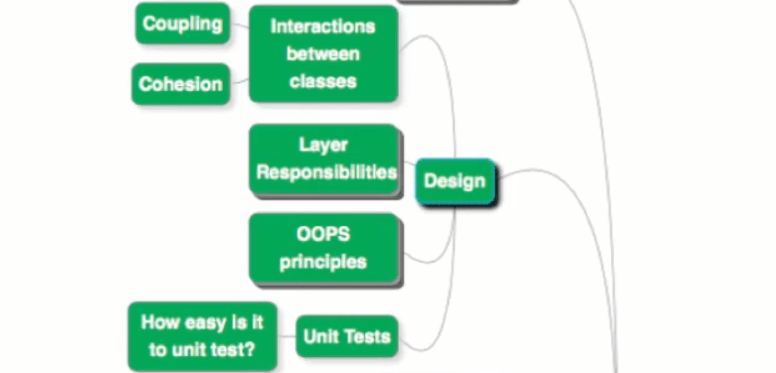 Coupling
Cohesion
Interactions
between
classes
Layer
Responsibilities
OOPS
principles
How easy is it
to unit test?
Unit Tests
Design